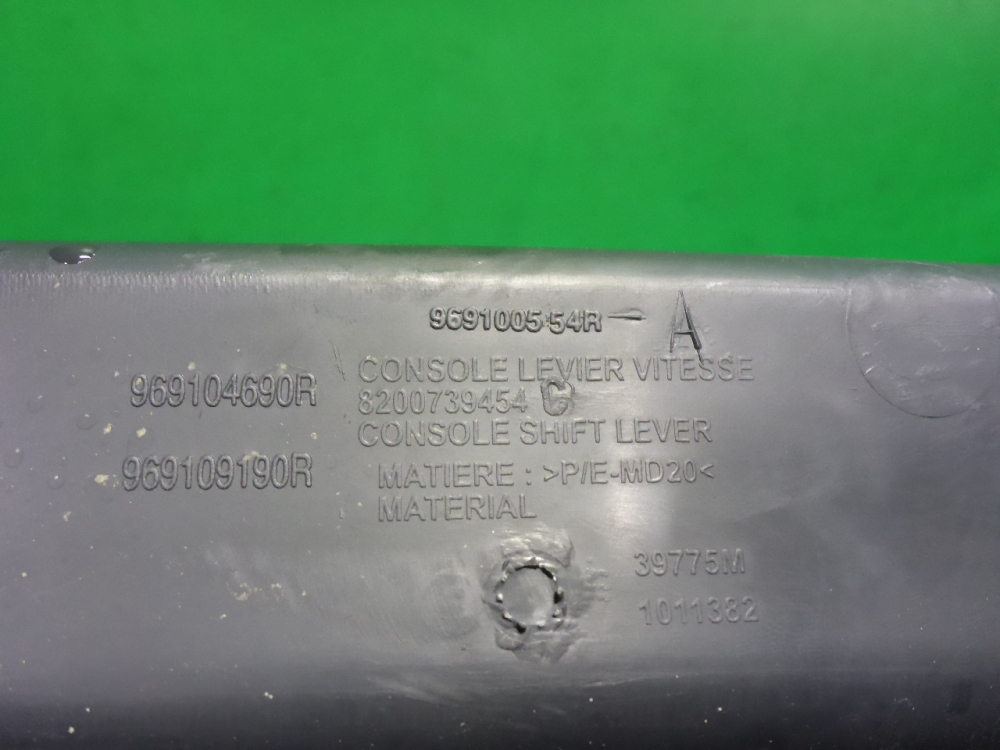 969100554R - A
CONSOLE LEVIER VITESSE
969104690R
8200739454 C
CONSOLE SHIFT LEVER
969109190R
MATIERE : >P/E-MD20<
MATERIAL
39775M
1011382